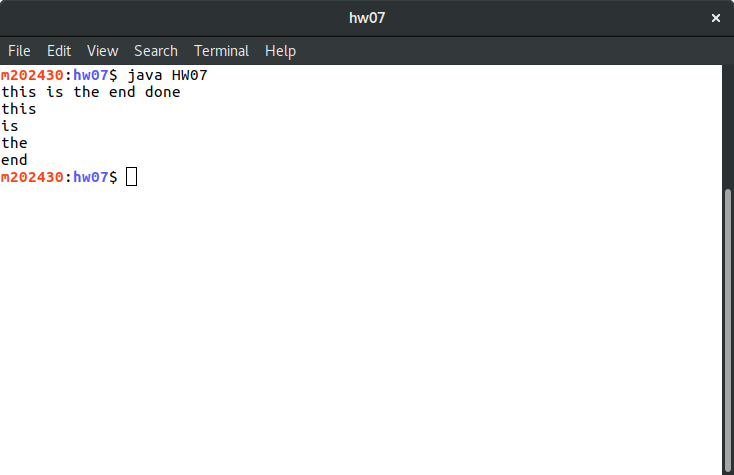 hw07
File Edit View Search Terminal Help
m202430:hw07$ java HW07
this is the end done
this
is
the
end
m202430:hw07$